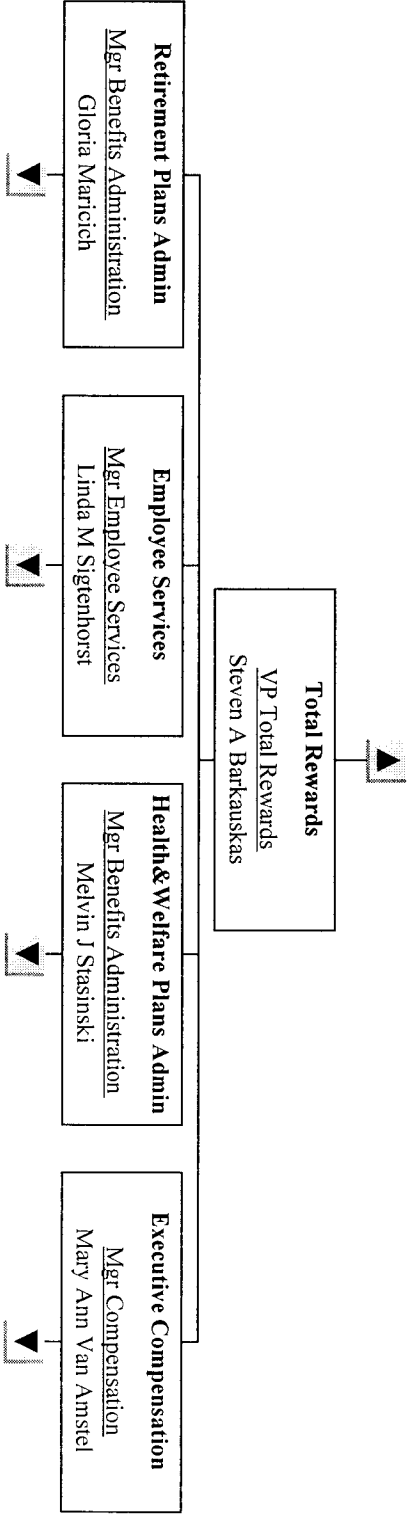 Total Rewards
VP Total Rewards
Steven A Barkauskas
Retirement Plans Admin
Mgr Benefits Administration
Gloria Maricich
Employee Services
Mgr Employee Services
Linda M Sigtenhorst
Health&Welfare Plans Admin
Mgr Benefits Administration
Melvin J Stasinski
Executive Compensation
Mgr Compensation
Mary Ann Van Amstel